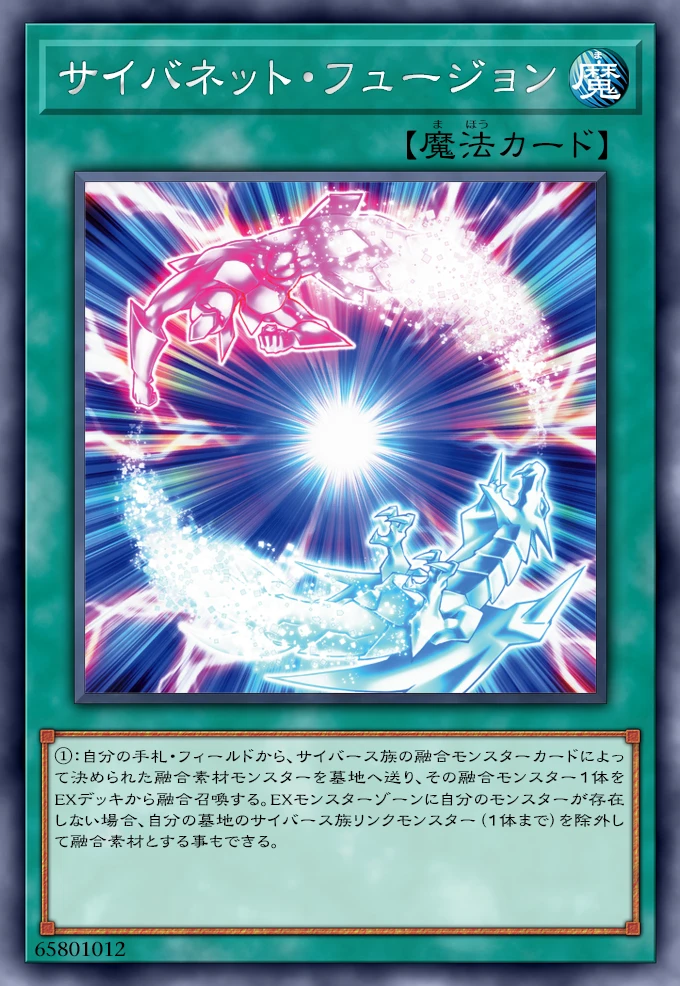 サイバネット・フュージョン 魔
【魔法カード】
①：自分の手札・フィールドから、サイバース族の融合モンスターカードによっ
て決められた融合素材モンスターを墓地へ送り、その融合モンスター１体を
EXデッキから融合召喚する。EXモンスターゾーンに自分のモンスターが存在
しない場合、自分の墓地のサイバース族リンクモンスター（１体まで）を除外し
て融合素材とする事もできる。
65801012